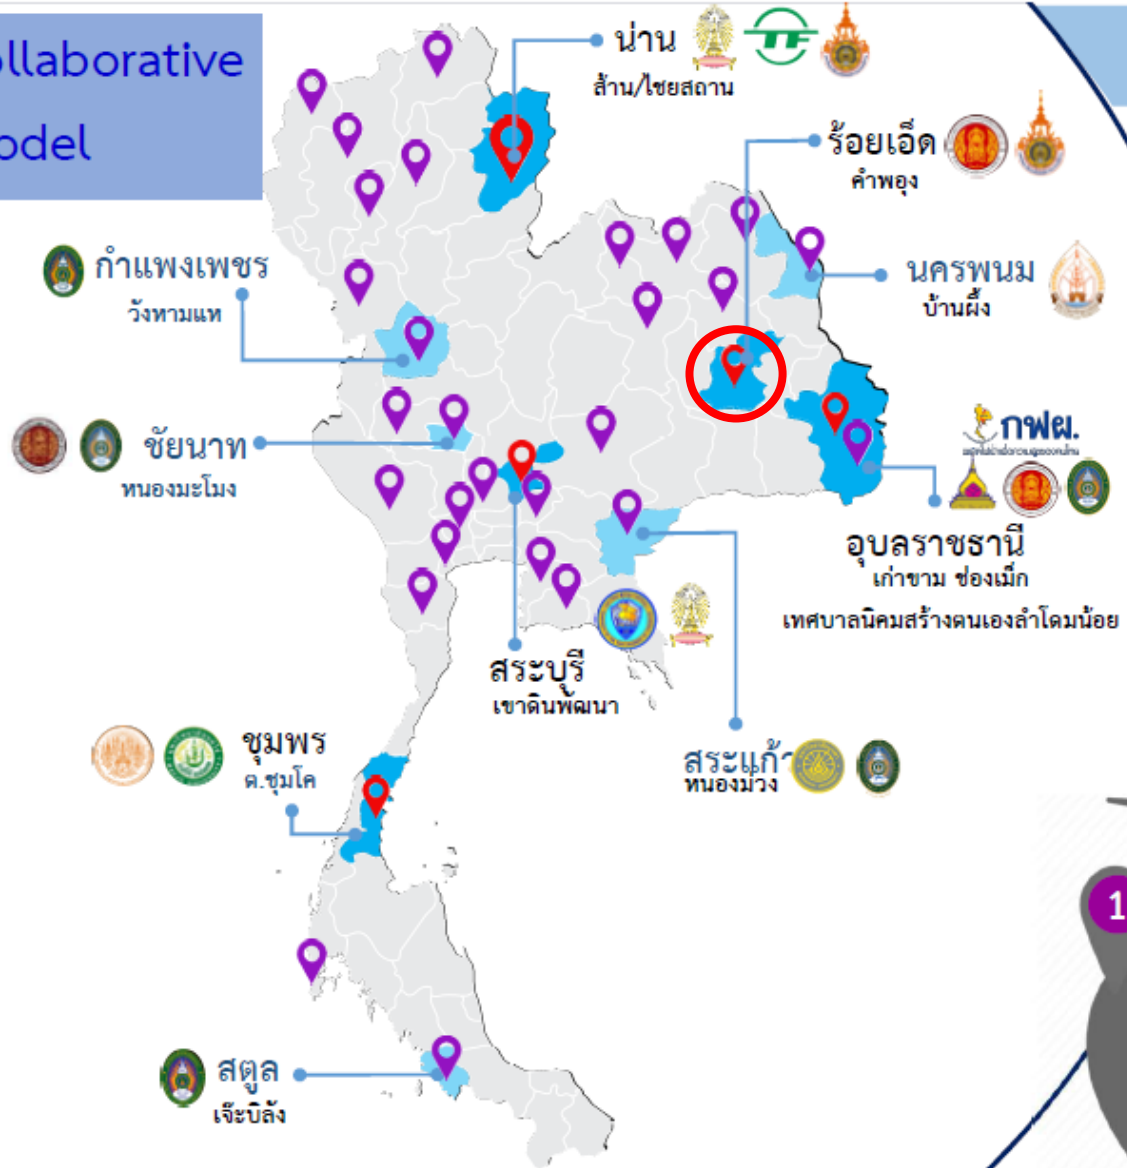 ollaborative
odel
น่าน
ล้าน/ไชยสถาน
ร้อยเอ็ด
คำพอุง
กำแพงเพชร
วังหามแห
นครพนม
บ้านผึ้ง
ชัยนาท
หนองมะโมง
กฟผ.
อุบลราชธานี
เก่าขาม ช่องเม็ก
เทศบาลนิคมสร้างตนเองลำโดมน้อย
สระบุรี
เขาดินพัฒนา
สระแก้ว
หนองม่วง
ชุมพร
ต.ชุมโค
1
สตูล
เจ๊ะบิลัง